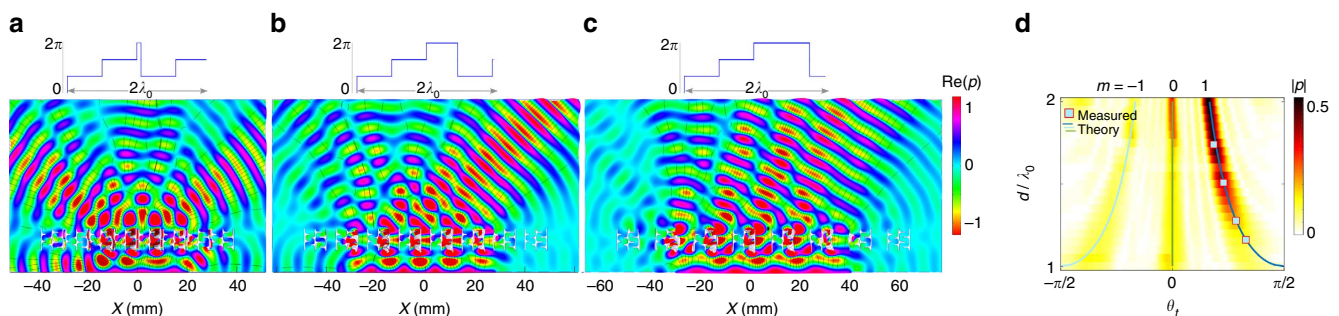 a
2π
0
2λ₀
−40 −20 0 20 40
X (mm)
b
2π
0
2λ₀
−40 −20 0 20 40
X (mm)
c
2π
0
2λ₀
−40 −20 0 20 40 60
X (mm)
Re(p)
1
0
−1
d
m = −1 0 1
|p|
0.5
0
Measured
Theory
2
1
d / λ₀
−π/2 0 π/2
θₜ